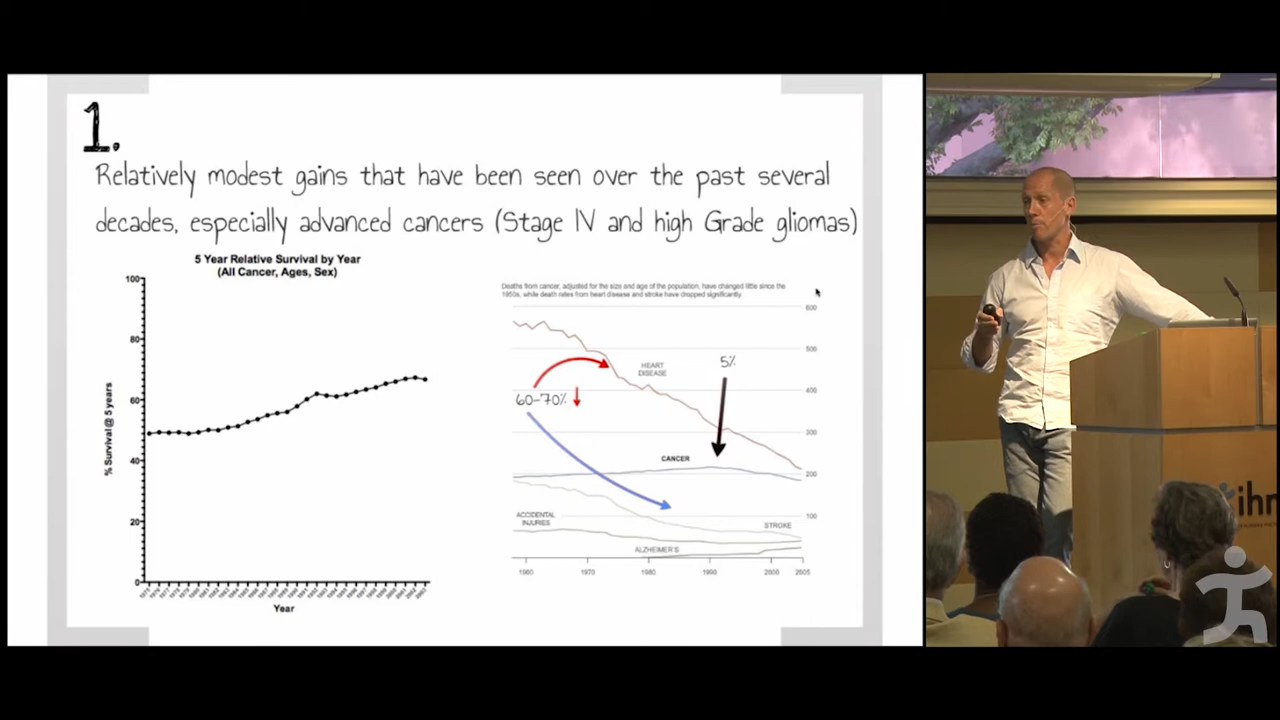 1.
Relatively modest gains that have been seen over the past several
decades, especially advanced cancers (Stage IV and high Grade gliomas)
5 Year Relative Survival by Year
(All Cancer, Ages, Sex)
100
80
60
40
20
0
% Survival @ 5 years
Year
Deaths from cancer, adjusted for the size and age of the population, have changed little since the
1950s, while death rates from heart disease and stroke have dropped significantly.
600
500
400
300
200
100
HEART
DISEASE
5%
60-70%
CANCER
ACCIDENTAL
INJURIES
STROKE
ALZHEIMER'S
1960 1970 1980 1990 2000 2005